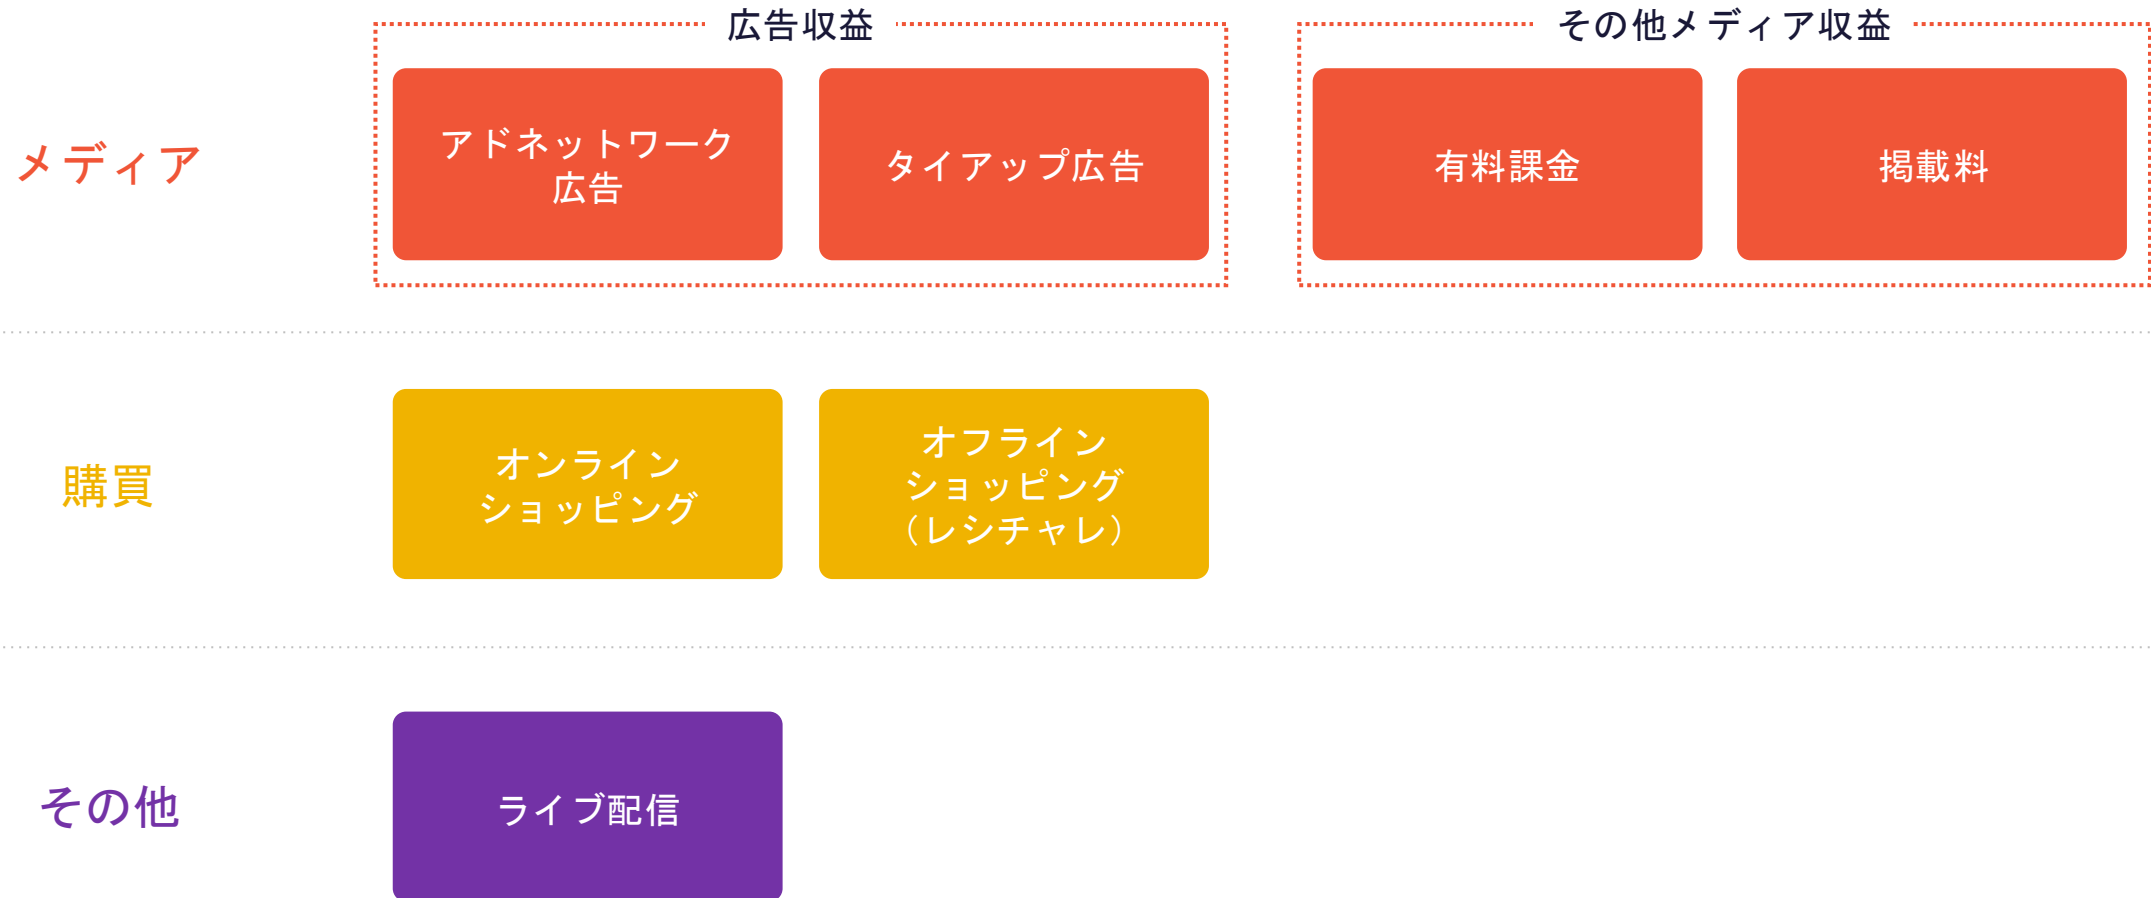 広告収益
その他メディア収益
メディア
アドネットワーク
広告
タイアップ広告
有料課金
掲載料
購買
オンライン
ショッピング
オフライン
ショッピング
（レシチャレ）
その他
ライブ配信